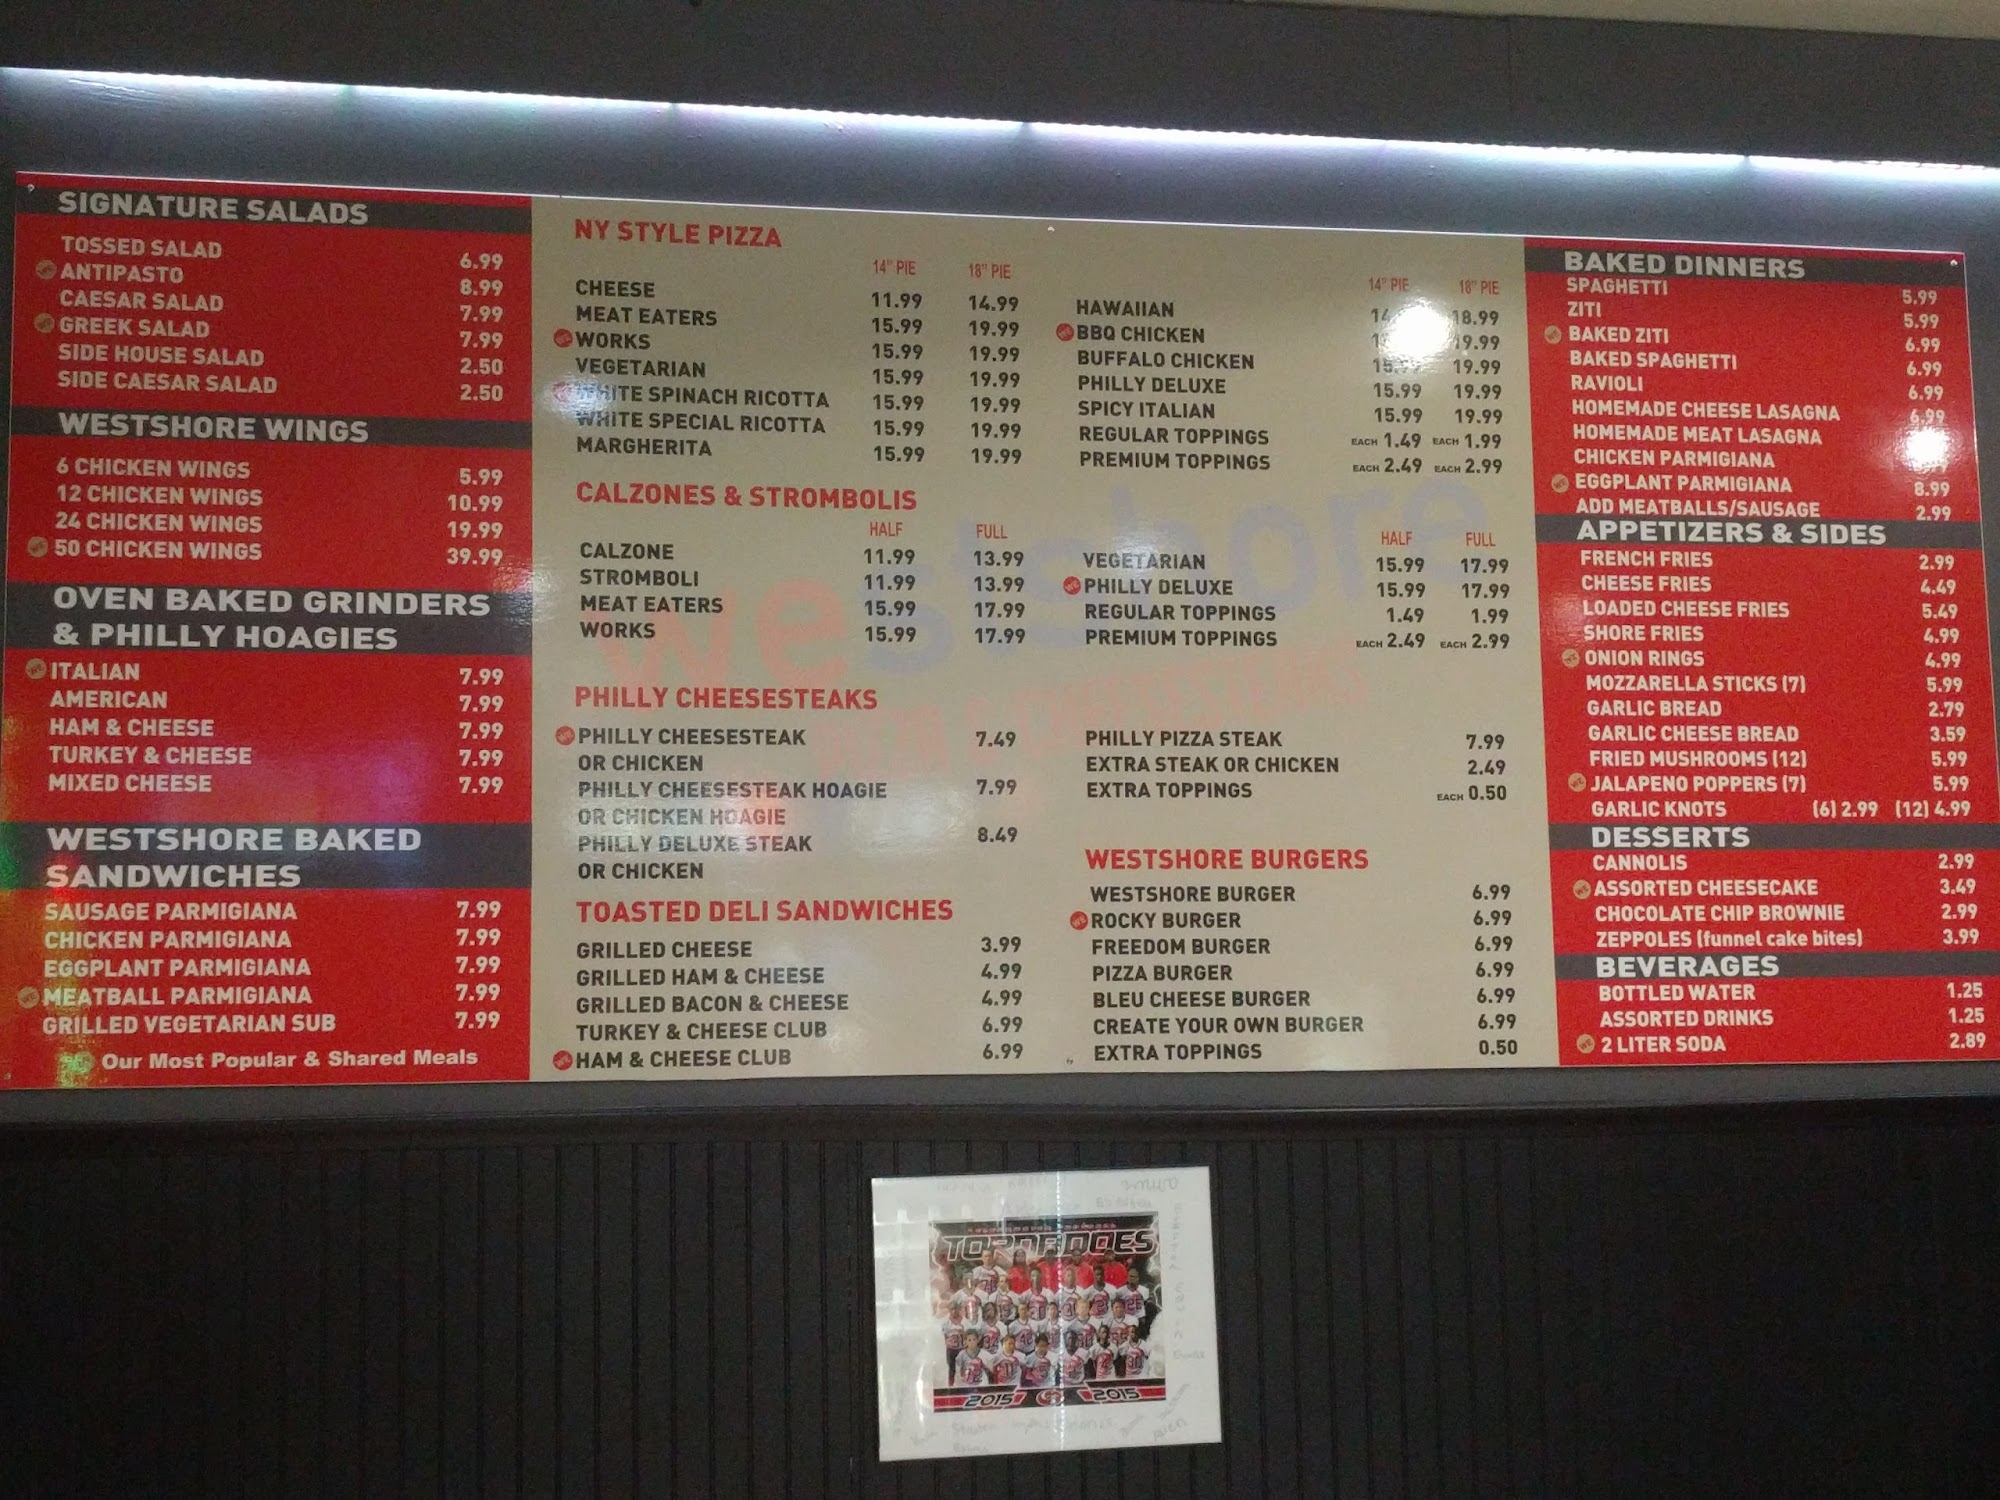 SIGNATURE SALADS
TOSSED SALAD 6.99
ANTIPASTO 8.99
CAESAR SALAD 7.99
GREEK SALAD 7.99
SIDE HOUSE SALAD 2.50
SIDE CAESAR SALAD 2.50
WESTSHORE WINGS
6 CHICKEN WINGS 5.99
12 CHICKEN WINGS 10.99
24 CHICKEN WINGS 19.99
50 CHICKEN WINGS 39.99
OVEN BAKED GRINDERS
& PHILLY HOAGIES
ITALIAN 7.99
AMERICAN 7.99
HAM & CHEESE 7.99
TURKEY & CHEESE 7.99
MIXED CHEESE 7.99
WESTSHORE BAKED
SANDWICHES
SAUSAGE PARMIGIANA 7.99
CHICKEN PARMIGIANA 7.99
EGGPLANT PARMIGIANA 7.99
MEATBALL PARMIGIANA 7.99
GRILLED VEGETARIAN SUB 7.99
Our Most Popular & Shared Meals
NY STYLE PIZZA
14" PIE 18" PIE
CHEESE 11.99 14.99
MEAT EATERS 15.99 19.99
WORKS 15.99 19.99
VEGETARIAN 15.99 19.99
WHITE SPINACH RICOTTA 15.99 19.99
WHITE SPECIAL RICOTTA 15.99 19.99
MARGHERITA 15.99 19.99
14" PIE 18" PIE
HAWAIIAN 18.99
BBQ CHICKEN 19.99
BUFFALO CHICKEN 19.99
PHILLY DELUXE 15.99 19.99
SPICY ITALIAN 15.99 19.99
REGULAR TOPPINGS EACH 1.49 EACH 1.99
PREMIUM TOPPINGS EACH 2.49 EACH 2.99
CALZONES & STROMBOLIS
HALF FULL
CALZONE 11.99 13.99
STROMBOLI 11.99 13.99
MEAT EATERS 15.99 17.99
WORKS 15.99 17.99
HALF FULL
VEGETARIAN 15.99 17.99
PHILLY DELUXE 15.99 17.99
REGULAR TOPPINGS 1.49 1.99
PREMIUM TOPPINGS EACH 2.49 EACH 2.99
westshore
PHILLY CHEESESTEAKS
PHILLY CHEESESTEAK 7.49
OR CHICKEN
PHILLY CHEESESTEAK HOAGIE 7.99
OR CHICKEN HOAGIE
PHILLY DELUXE STEAK 8.49
OR CHICKEN
PHILLY PIZZA STEAK 7.99
EXTRA STEAK OR CHICKEN 2.49
EXTRA TOPPINGS EACH 0.50
TOASTED DELI SANDWICHES
GRILLED CHEESE 3.99
GRILLED HAM & CHEESE 4.99
GRILLED BACON & CHEESE 4.99
TURKEY & CHEESE CLUB 6.99
HAM & CHEESE CLUB 6.99
WESTSHORE BURGERS
WESTSHORE BURGER 6.99
ROCKY BURGER 6.99
FREEDOM BURGER 6.99
PIZZA BURGER 6.99
BLEU CHEESE BURGER 6.99
CREATE YOUR OWN BURGER 6.99
EXTRA TOPPINGS 0.50
BAKED DINNERS
SPAGHETTI 5.99
ZITI 5.99
BAKED ZITI 6.99
BAKED SPAGHETTI 6.99
RAVIOLI 6.99
HOMEMADE CHEESE LASAGNA 6.99
HOMEMADE MEAT LASAGNA
CHICKEN PARMIGIANA
EGGPLANT PARMIGIANA 8.99
ADD MEATBALLS/SAUSAGE 2.99
APPETIZERS & SIDES
FRENCH FRIES 2.99
CHEESE FRIES 4.49
LOADED CHEESE FRIES 5.49
SHORE FRIES 4.99
ONION RINGS 4.99
MOZZARELLA STICKS (7) 5.99
GARLIC BREAD 2.79
GARLIC CHEESE BREAD 3.59
FRIED MUSHROOMS (12) 5.99
JALAPENO POPPERS (7) 5.99
GARLIC KNOTS (6) 2.99 (12) 4.99
DESSERTS
CANNOLIS 2.99
ASSORTED CHEESECAKE 3.49
CHOCOLATE CHIP BROWNIE 2.99
ZEPPOLES (funnel cake bites) 3.99
BEVERAGES
BOTTLED WATER 1.25
ASSORTED DRINKS 1.25
2 LITER SODA 2.89
TORNADOES
2015 2015